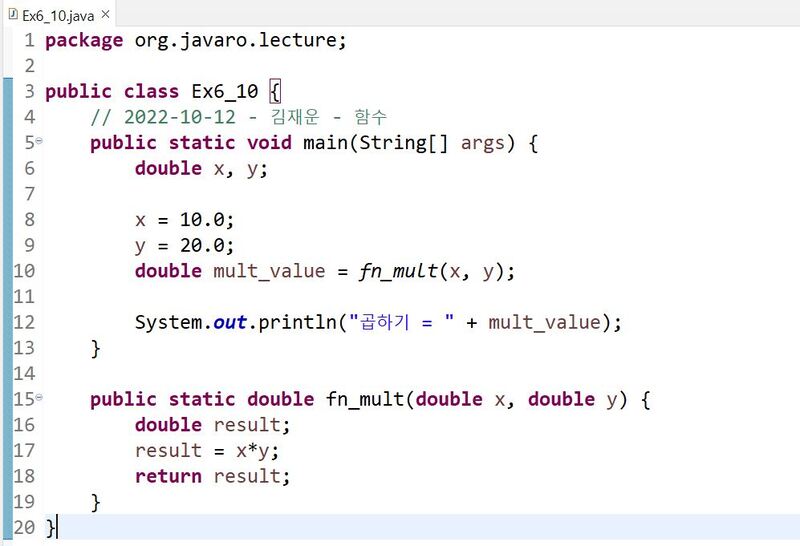 Ex6_10.java
1 package org.javaro.lecture;
2
3 public class Ex6_10 {
4     // 2022-10-12 - 김재운 - 함수
5     public static void main(String[] args) {
6         double x, y;
7
8         x = 10.0;
9         y = 20.0;
10         double mult_value = fn_mult(x, y);
11
12         System.out.println("곱하기 = " + mult_value);
13     }
14
15     public static double fn_mult(double x, double y) {
16         double result;
17         result = x*y;
18         return result;
19     }
20 }